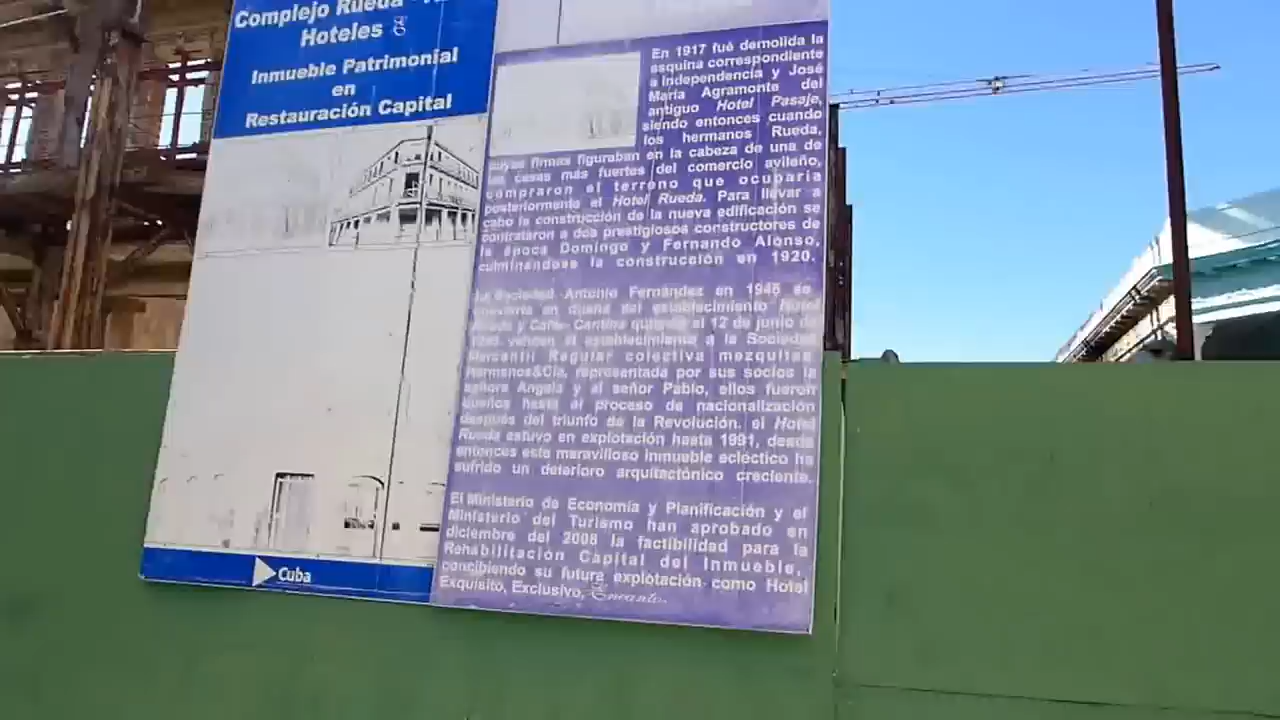 Complejo Rueda
Hoteles E
Inmueble Patrimonial
en
Restauración Capital
Cuba
En 1917 fué demolida la
esquina correspondiente
a Independencia y José
María Agramonte del
antiguo Hotel Pasaje,
siendo entonces cuando
los hermanos Rueda,
cuyas firmas figuraban en la cabeza de una de
las casas más fuertes del comercio avileño,
compraron el terreno que ocuparía
posteriormente el Hotel Rueda. Para llevar a
cabo la construcción de la nueva edificación se
contrataron a dos prestigiosos constructores de
la época Domingo y Fernando Alonso,
culminándose la construcción en 1920.
La Sociedad Antonio Fernández en se
convierte en dueña del establecimiento Hotel
Rueda y Cantina el 12 de junio de
venden el establecimiento a la Sociedad
Mercantil Regular colectiva mezquitas
Hermanos&Cía, representada por sus socios la
señora Angela y el señor Pablo, ellos fueron
dueños hasta el proceso de nacionalización
después del triunfo de la Revolución. el Hotel
Rueda estuvo en explotación hasta 1991, desde
entonces este maravilloso inmueble ecléctico ha
sufrido un deterioro arquitectónico creciente.
El Ministerio de Economía y Planificación y el
Ministerio del Turismo han aprobado en
diciembre del 2008 la factibilidad para la
Rehabilitación Capital del Inmueble,
concibiendo su future explotación como Hotel
Exquisito, Exclusivo, Encanto.